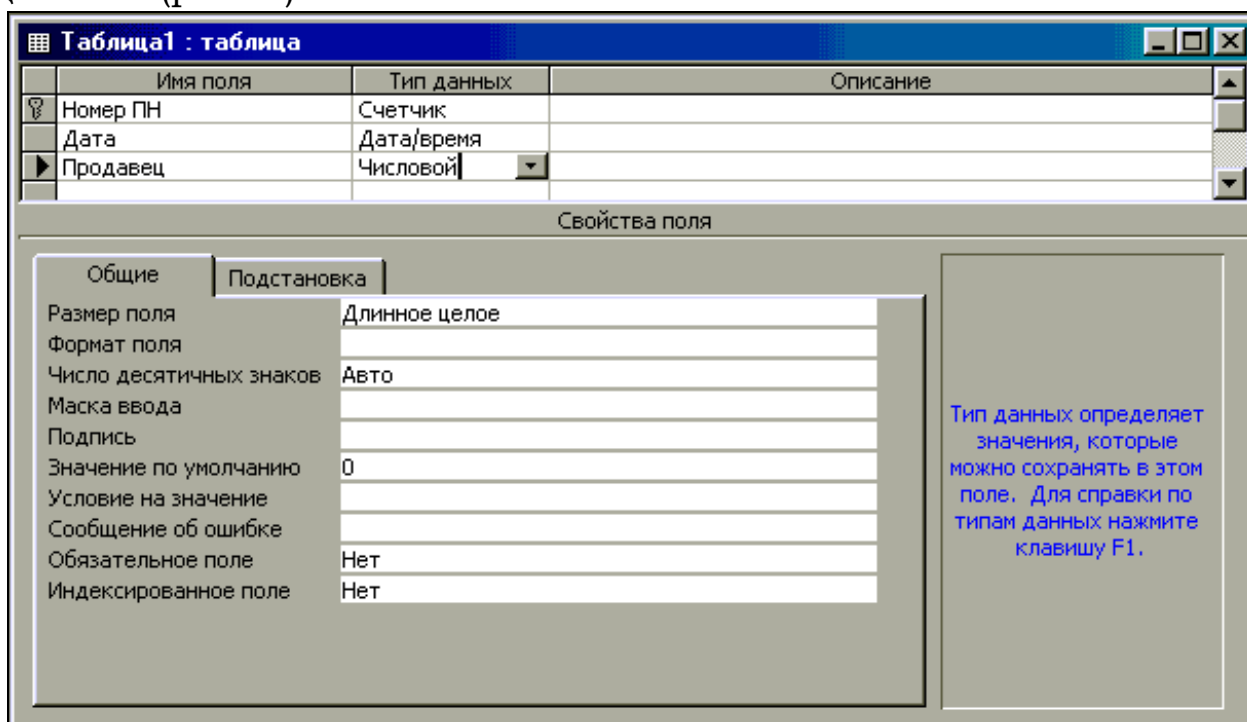 Таблица1 : таблица
Имя поля Тип данных Описание
Номер ПН Счетчик
Дата Дата/время
Продавец Числовой
Свойства поля
Общие Подстановка
Размер поля Длинное целое
Формат поля
Число десятичных знаков Авто
Маска ввода
Подпись
Значение по умолчанию 0
Условие на значение
Сообщение об ошибке
Обязательное поле Нет
Индексированное поле Нет
Тип данных определяет
значения, которые
можно сохранять в этом
поле. Для справки по
типам данных нажмите
клавишу F1.